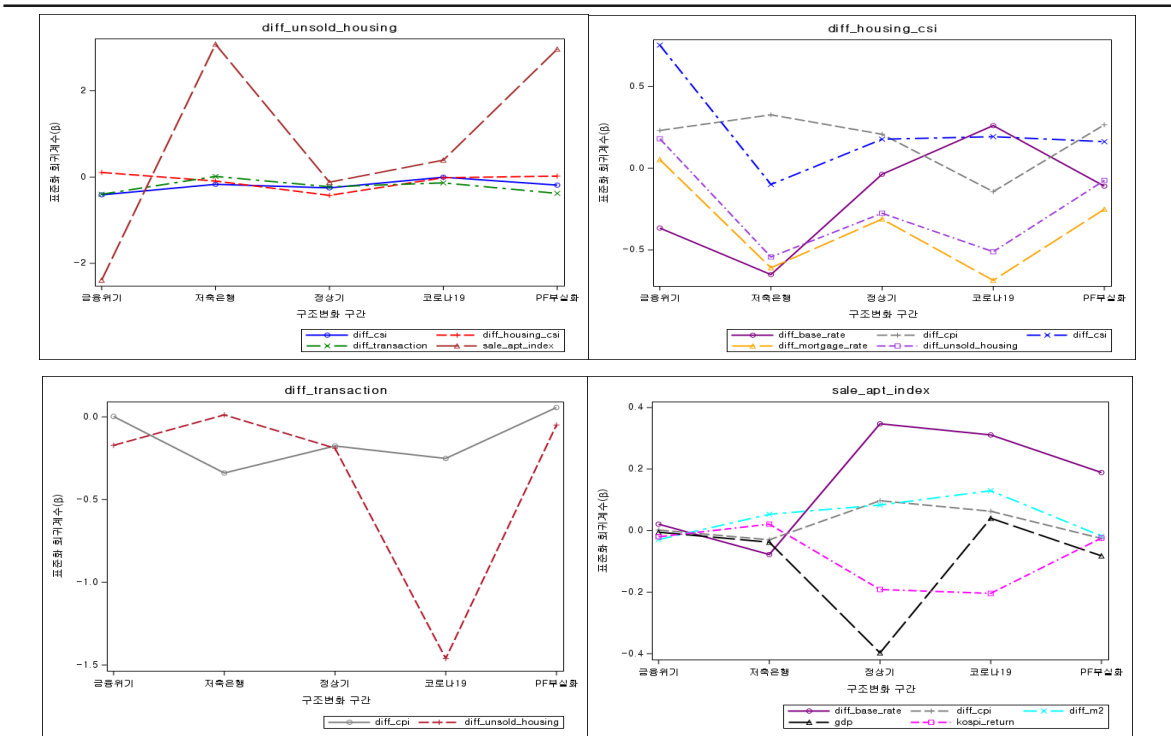 diff_unsold_housing
표준화 회귀계수(β)
2
0
−2
금융위기 저축은행 정상기 코로나19 PF부실화
구조변화 구간
diff_csi diff_housing_csi
diff_transaction sale_apt_index
diff_housing_csi
표준화 회귀계수(β)
0.5
0.0
−0.5
금융위기 저축은행 정상기 코로나19 PF부실화
구조변화 구간
diff_base_rate diff_cpi diff_csi
diff_mortgage_rate diff_unsold_housing
diff_transaction
표준화 회귀계수(β)
0.0
−0.5
−1.0
−1.5
금융위기 저축은행 정상기 코로나19 PF부실화
구조변화 구간
diff_cpi diff_unsold_housing
sale_apt_index
표준화 회귀계수(β)
0.4
0.2
0.0
−0.2
−0.4
금융위기 저축은행 정상기 코로나19 PF부실화
구조변화 구간
diff_base_rate diff_cpi diff_m2
gdp kospi_return